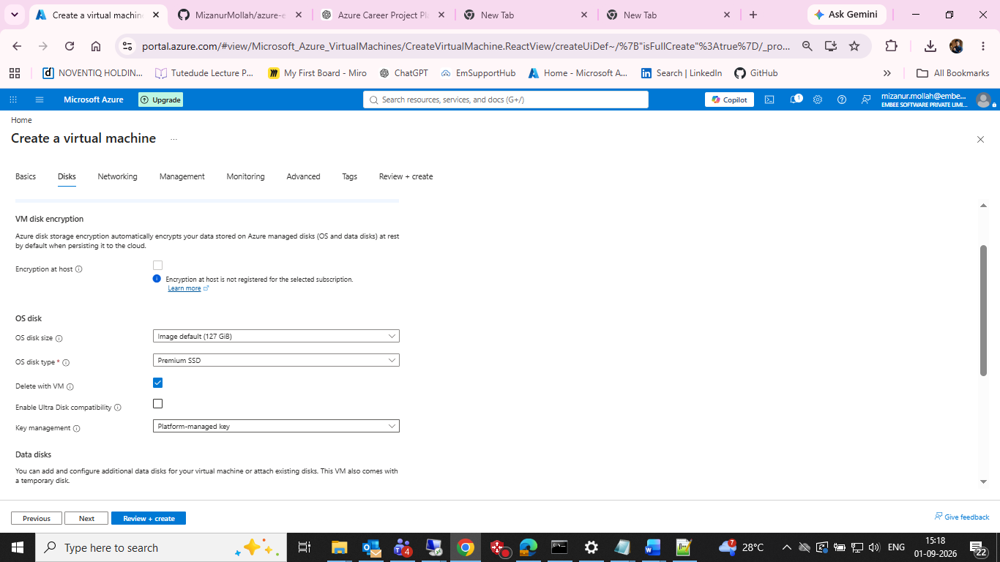 Create a virtual machine
MizanurMollah/azure-e
Azure Career Project Pl
New Tab
New Tab
Ask Gemini
portal.azure.com/#view/Microsoft_Azure_VirtualMachines/CreateVirtualMachine.ReactView/createUiDef~/%7B"isFullCreate"%3Atrue%7D/_pro...
NOVENTIQ HOLDIN...
Tutedude Lecture P...
My First Board - Miro
ChatGPT
EmSupportHub
Home - Microsoft A...
Search | LinkedIn
GitHub
All Bookmarks
Microsoft Azure
Upgrade
Search resources, services, and docs (G+/)
Copilot
1
mizanur.mollah@embe...
EMBEE SOFTWARE PRIVATE LIMI...
Home
Create a virtual machine
...
Basics
Disks
Networking
Management
Monitoring
Advanced
Tags
Review + create
VM disk encryption
Azure disk storage encryption automatically encrypts your data stored on Azure managed disks (OS and data disks) at rest
by default when persisting it to the cloud.
Encryption at host
Encryption at host is not registered for the selected subscription.
Learn more
OS disk
OS disk size
Image default (127 GiB)
OS disk type *
Premium SSD
Delete with VM
Enable Ultra Disk compatibility
Key management
Platform-managed key
Data disks
You can add and configure additional data disks for your virtual machine or attach existing disks. This VM also comes with
a temporary disk.
Previous
Next
Review + create
Give feedback
Type here to search
4
7
28°C
ENG
15:18
01-09-2026
22